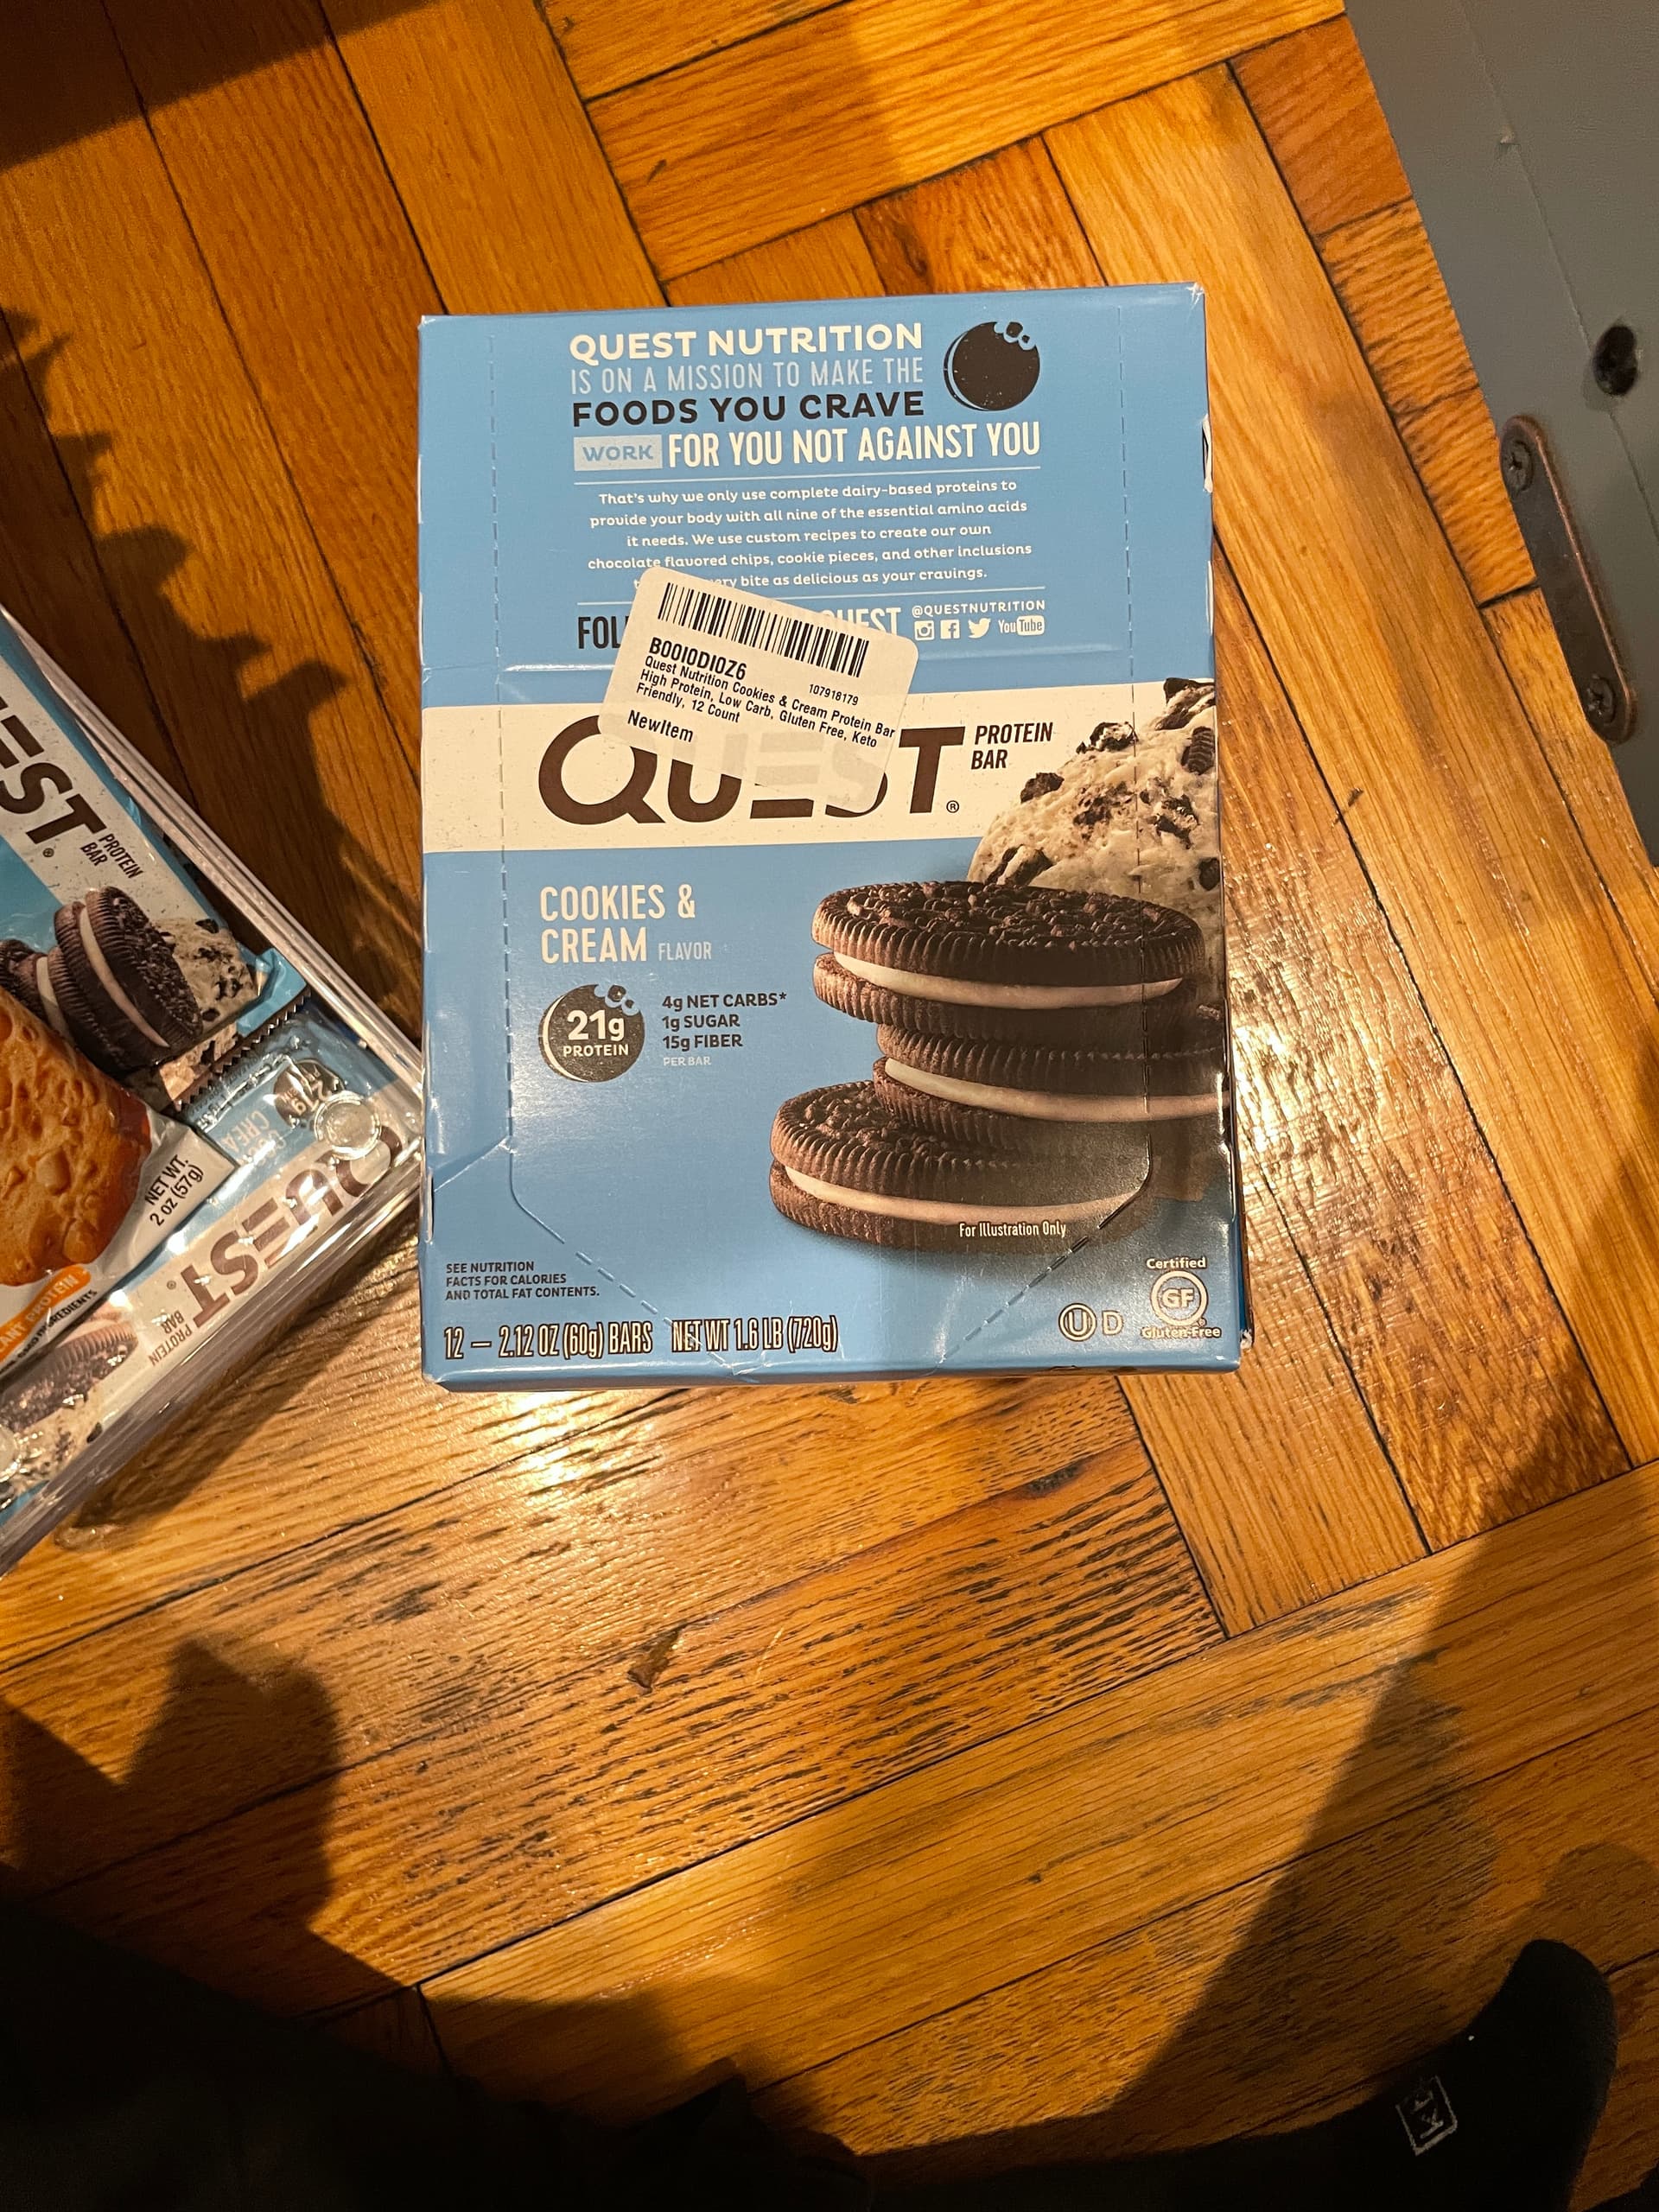 QUEST NUTRITION
IS ON A MISSION TO MAKE THE
FOODS YOU CRAVE
WORK FOR YOU NOT AGAINST YOU
That's why we only use complete dairy-based proteins to
provide your body with all nine of the essential amino acids
it needs. We use custom recipes to create our own
chocolate flavored chips, cookie pieces, and other inclusions
bite as delicious as your cravings.
@QUESTNUTRITION
You Tube
B00I0DI0Z6
107918179
Quest Nutrition Cookies & Cream Protein Bar
High Protein, Low Carb, Gluten Free, Keto
Friendly, 12 Count
NewItem
QUEST®
PROTEIN
BAR
COOKIES &
CREAM FLAVOR
21g
PROTEIN
4g NET CARBS*
1g SUGAR
15g FIBER
PER BAR
For Illustration Only
SEE NUTRITION
FACTS FOR CALORIES
AND TOTAL FAT CONTENTS.
12 — 2.12 OZ (60g) BARS NET WT 1.6 LB (720g)
U D
Certified
GF
Gluten-Free
PROTEIN
BAR
NET WT.
2 OZ (57g)
21g
QUEST®
PROTEIN
BAR